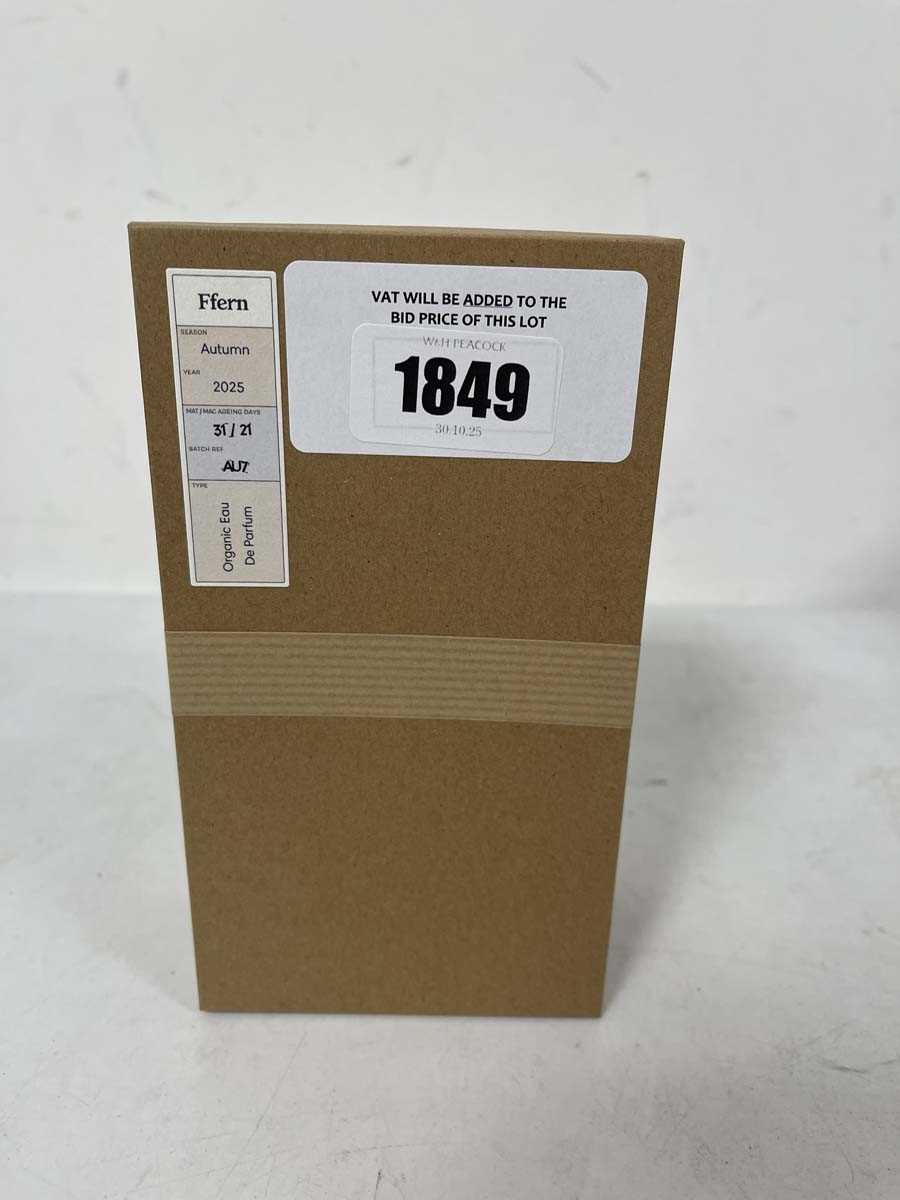 Ffern
SEASON
Autumn
YEAR
2025
MAT / MAC AGEING DAYS
31 / 21
BATCH REF
AU7
TYPE
Organic Eau
De Parfum
VAT WILL BE ADDED TO THE
BID PRICE OF THIS LOT
W&H PEACOCK
1849
30.10.25